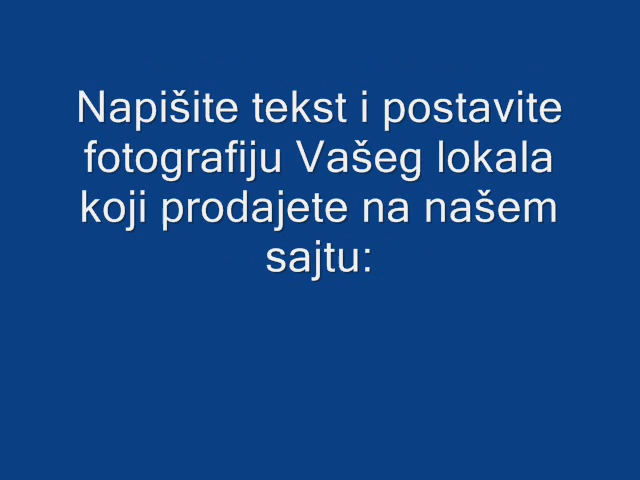 Napišite tekst i postavite
fotografiju Vašeg lokala
koji prodajete na našem
sajtu: